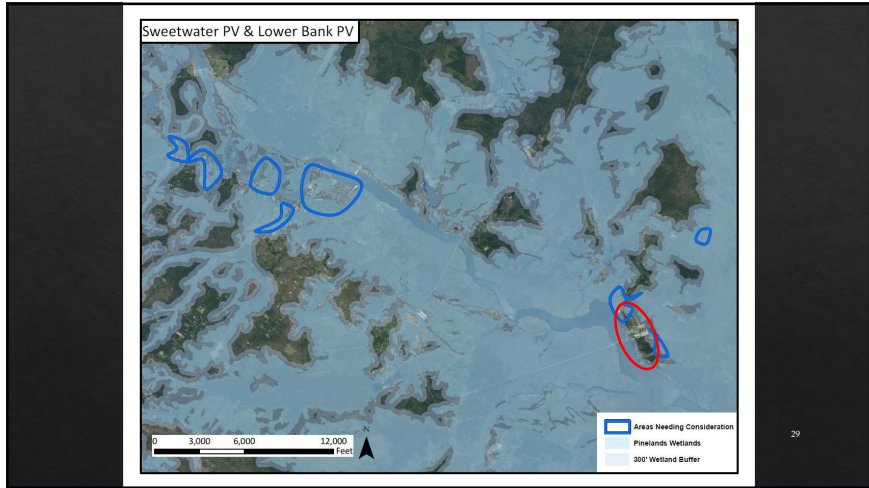 Sweetwater PV & Lower Bank PV
0 3,000 6,000 12,000
Feet
N
Areas Needing Consideration
Pinelands Wetlands
300' Wetland Buffer
29